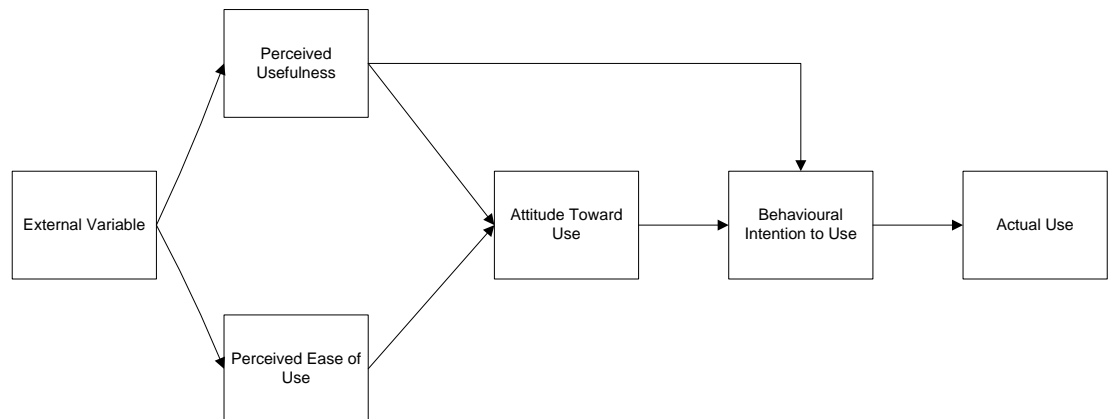 Perceived
Usefulness
External Variable
Attitude Toward
Use
Behavioural
Intention to Use
Actual Use
Perceived Ease of
Use